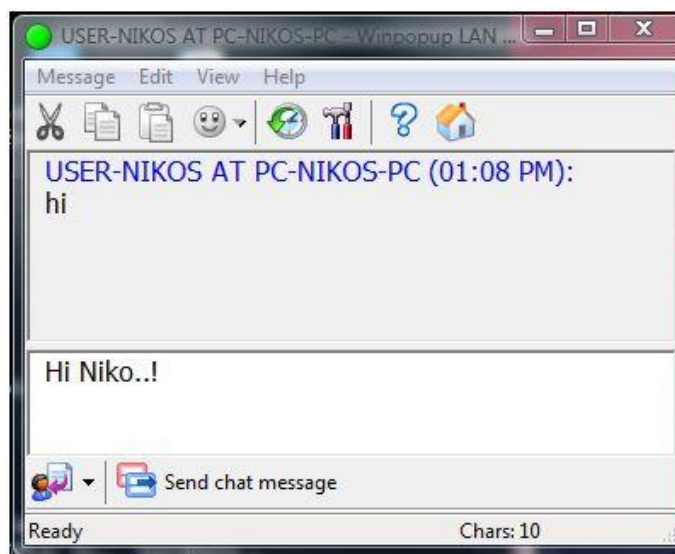 USER-NIKOS AT PC-NIKOS-PC - Winpopup LAN ...
Message Edit View Help
USER-NIKOS AT PC-NIKOS-PC (01:08 PM):
hi
Hi Niko..!
Send chat message
Ready Chars: 10